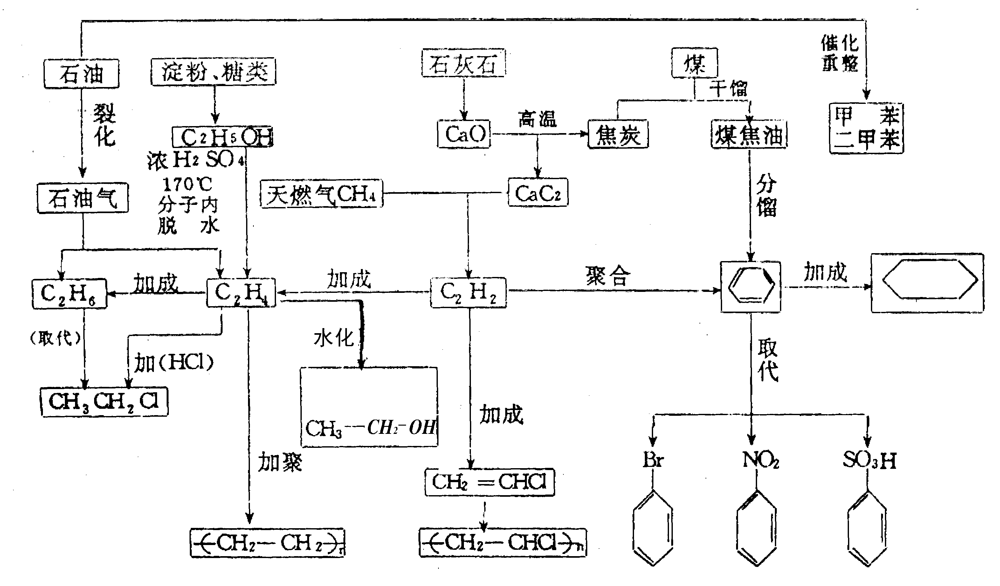 催化
重整
石油
淀粉、糖类
石灰石
煤
干馏
裂化
C2H5OH
CaO
高温
焦炭
煤焦油
甲 苯
二甲苯
浓H2SO4
170℃
分子内
脱 水
石油气
天燃气CH4
CaC2
分馏
C2H6
加成
C2H4
加成
C2H2
聚合
加成
(取代)
加(HCl)
水化
取代
CH3CH2Cl
CH3--CH2-OH
加成
加聚
Br
NO2
SO3H
CH2=CHCl
(CH2—CH2)n
(CH2—CHCl)n